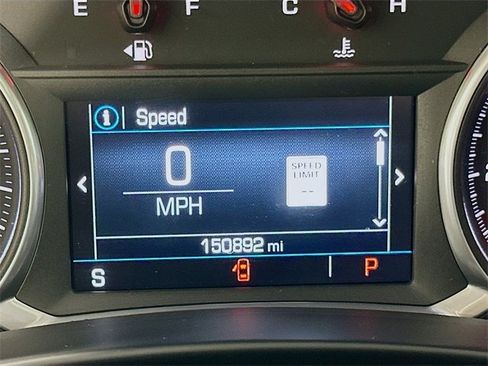 E F C H
Speed
0
MPH
SPEED
LIMIT
--
150892 mi
S P